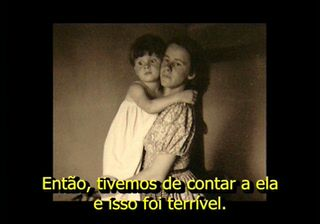 Então, tivemos de contar a ela
e isso foi terrível.